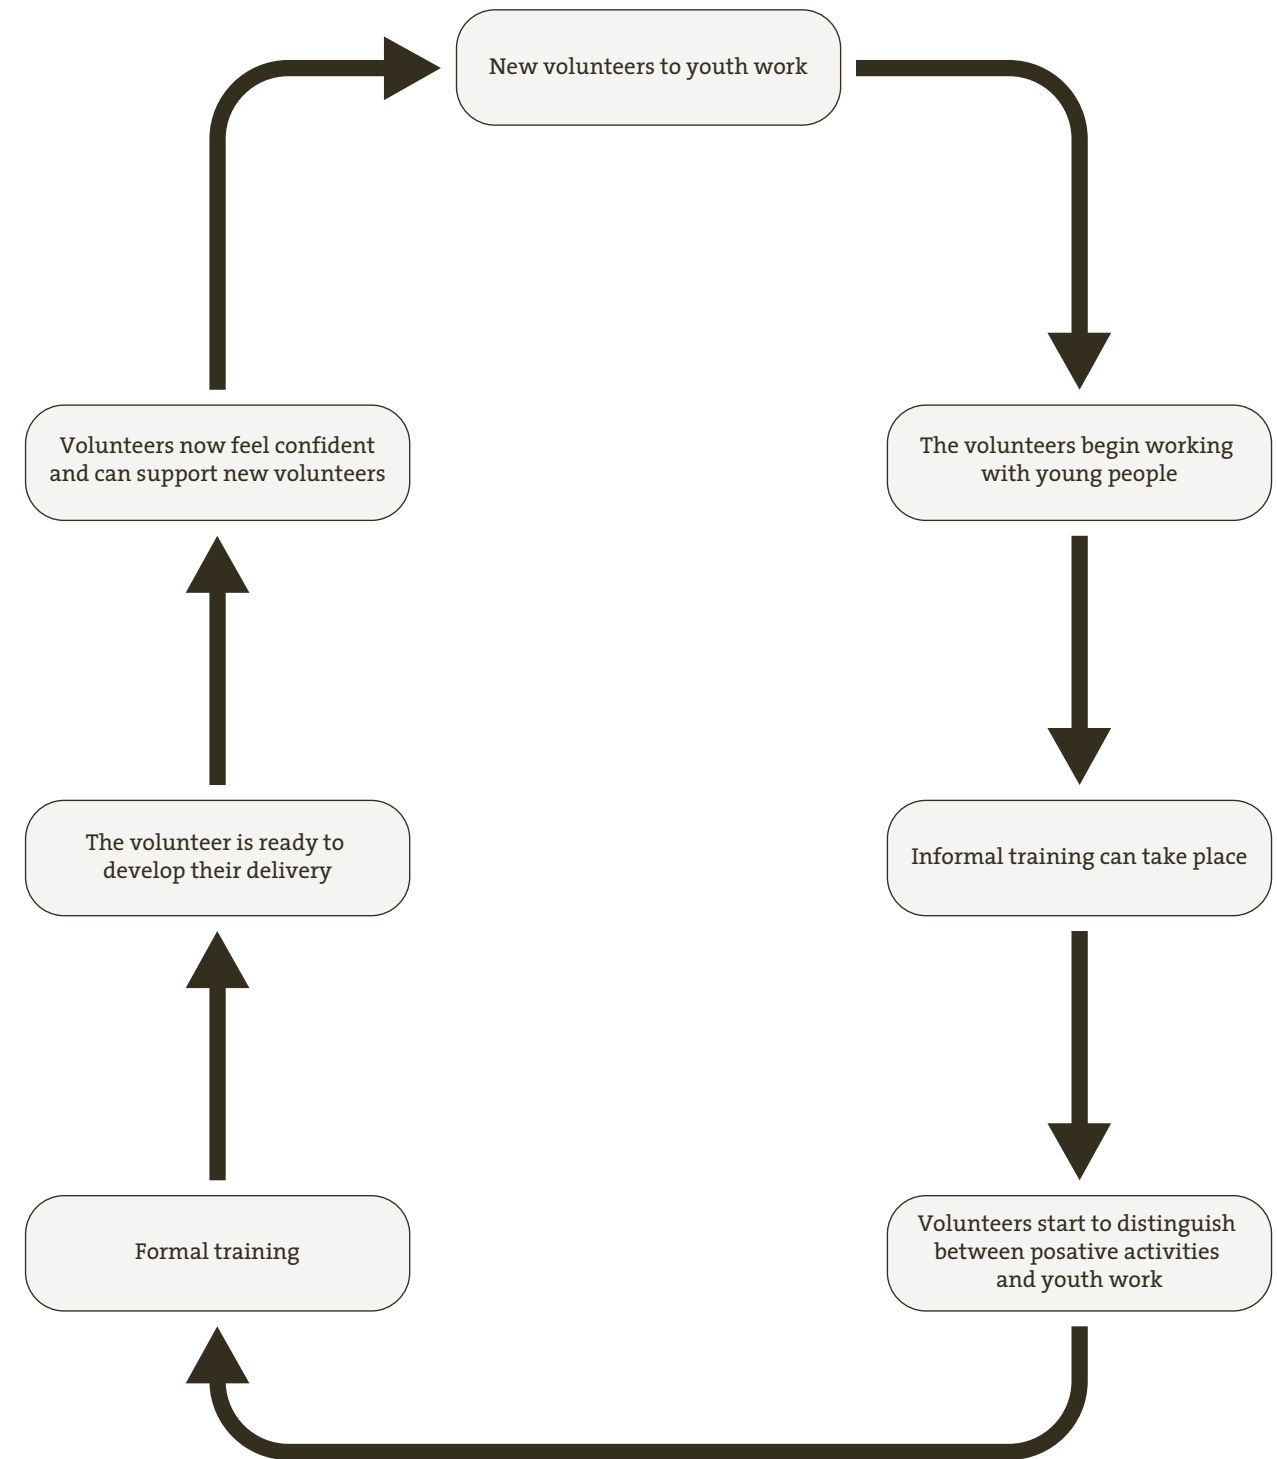 New volunteers to youth work
The volunteers begin working
with young people
Informal training can take place
Volunteers start to distinguish
between posative activities
and youth work
Formal training
The volunteer is ready to
develop their delivery
Volunteers now feel confident
and can support new volunteers